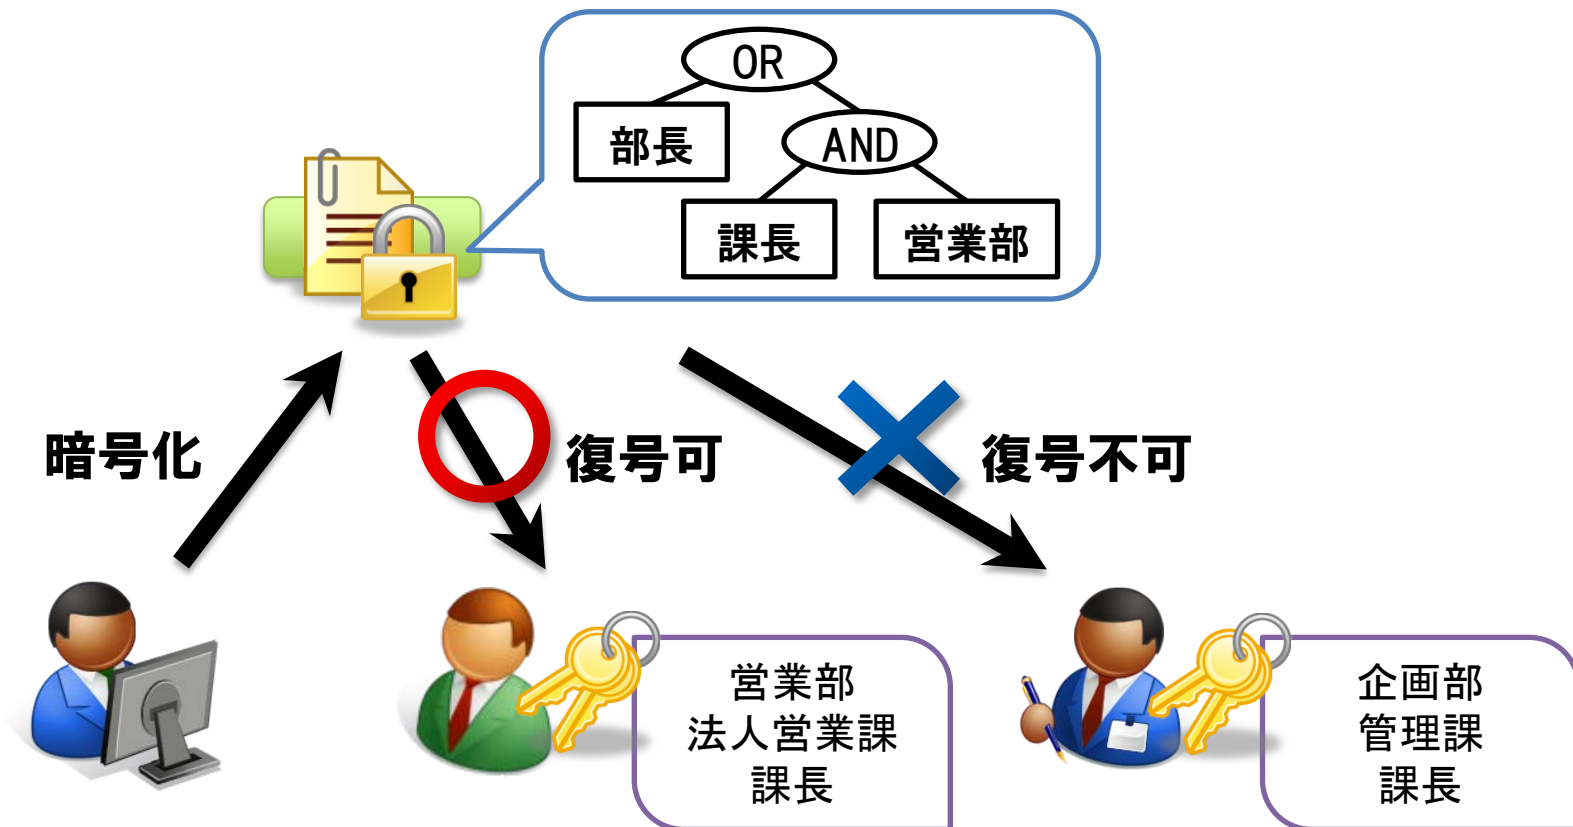 OR
部長
AND
課長
営業部
暗号化
復号可
復号不可
営業部
法人営業課
課長
企画部
管理課
課長